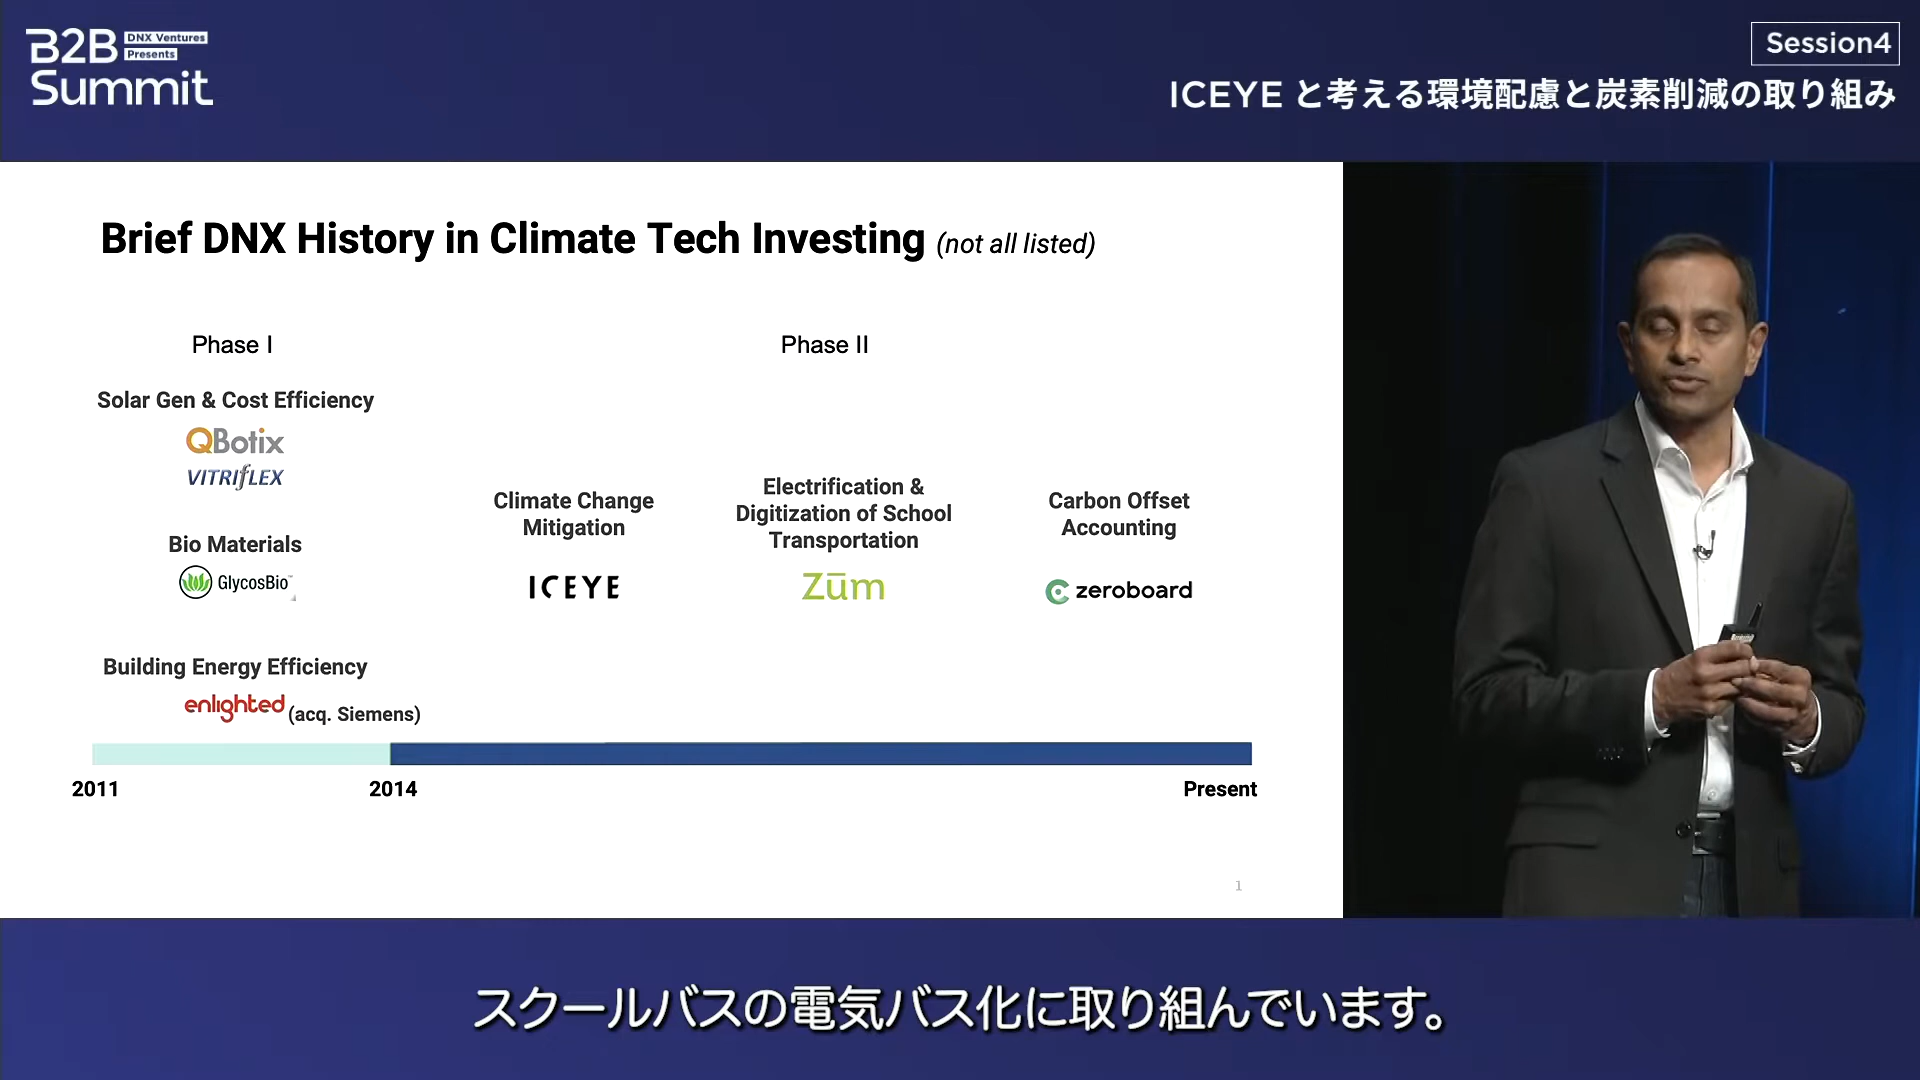 B2B DNX Ventures
Presents
Summit
Session4
ICEYE と考える環境配慮と炭素削減の取り組み
Brief DNX History in Climate Tech Investing (not all listed)
Phase I
Phase II
Solar Gen & Cost Efficiency
QBotix
VITRIfLEX
Bio Materials
GlycosBio
Building Energy Efficiency
enlighted (acq. Siemens)
Climate Change
Mitigation
ICEYE
Electrification &
Digitization of School
Transportation
Zūm
Carbon Offset
Accounting
zeroboard
2011
2014
Present
1
スクールバスの電気バス化に取り組んでいます。